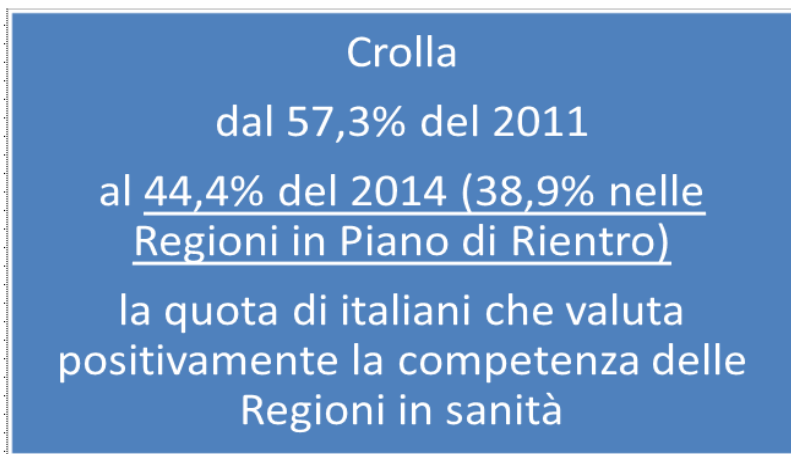 Crolla
dal 57,3% del 2011
al 44,4% del 2014 (38,9% nelle
Regioni in Piano di Rientro)
la quota di italiani che valuta
positivamente la competenza delle
Regioni in sanità